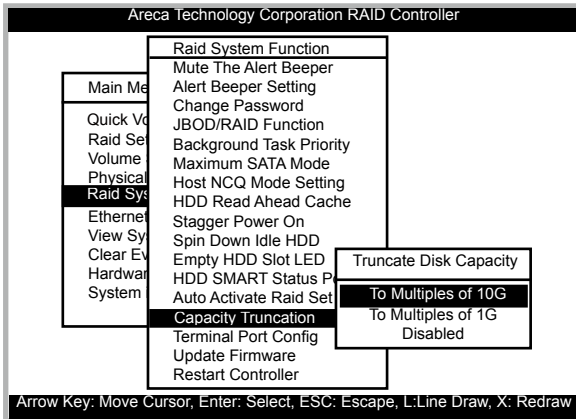 Areca Technology Corporation RAID Controller
Main Me
Quick Vo
Raid Set
Volume
Physical
Raid Sys
Ethernet
View Sy
Clear Ev
Hardwar
System
Raid System Function
Mute The Alert Beeper
Alert Beeper Setting
Change Password
JBOD/RAID Function
Background Task Priority
Maximum SATA Mode
Host NCQ Mode Setting
HDD Read Ahead Cache
Stagger Power On
Spin Down Idle HDD
Empty HDD Slot LED
HDD SMART Status P
Auto Activate Raid Set
Capacity Truncation
Terminal Port Config
Update Firmware
Restart Controller
Truncate Disk Capacity
To Multiples of 10G
To Multiples of 1G
Disabled
Arrow Key: Move Cursor, Enter: Select, ESC: Escape, L:Line Draw, X: Redraw